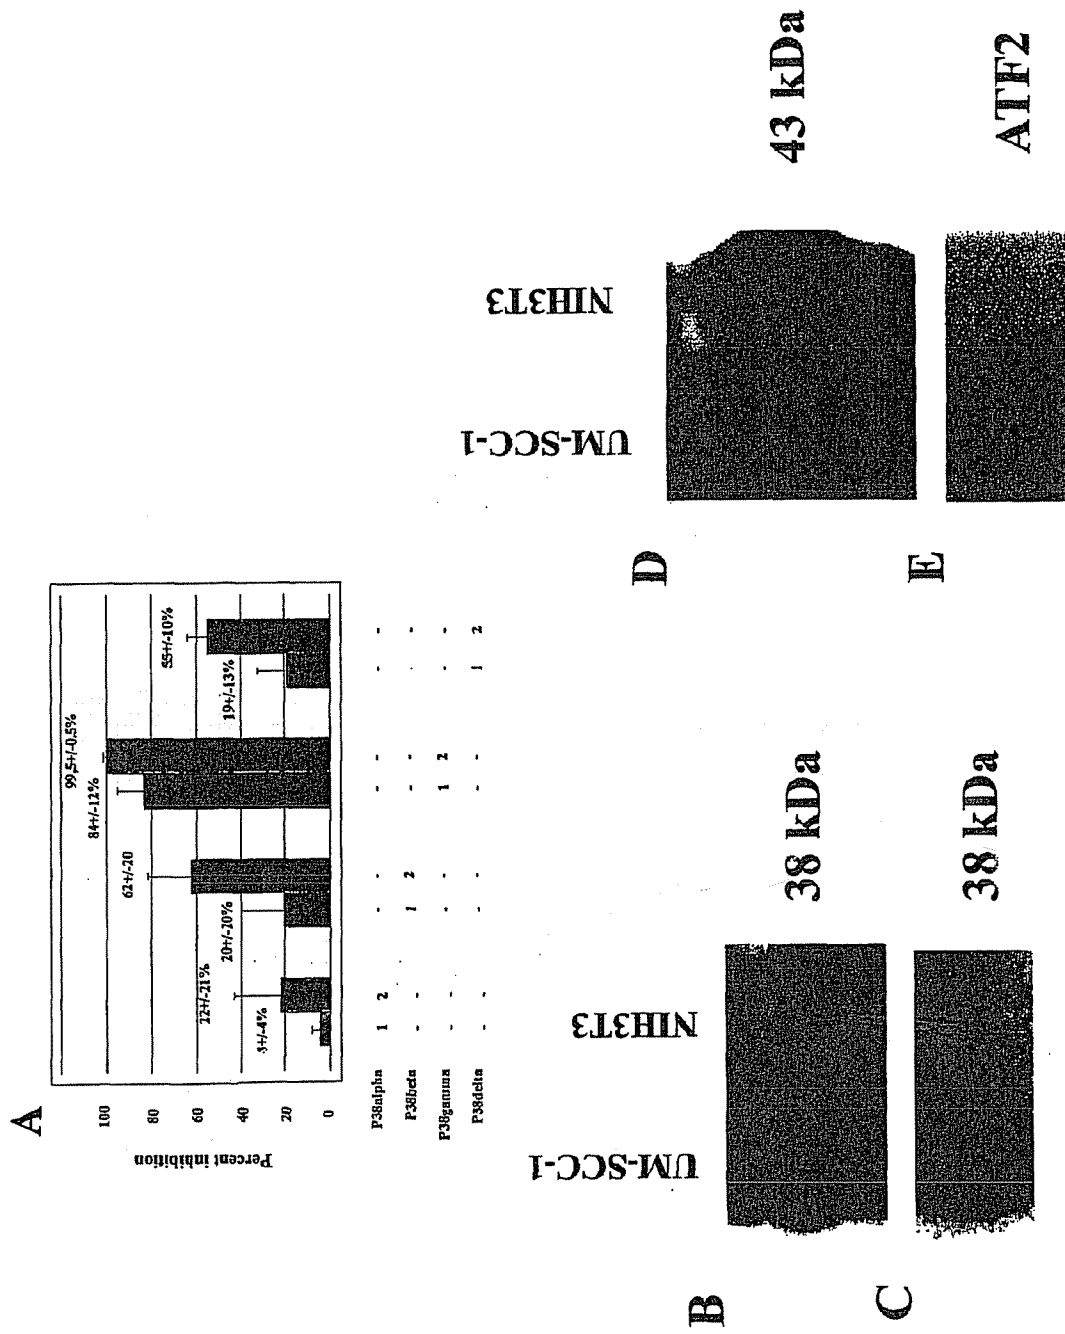 A
Percent inhibition
100
80
60
40
20
0
22+/-21%
20+/-20%
62+/-20
84+/-12%
99.5+/-0.5%
19+/-13%
55+/-10%
P38alpha 1 2 - - - - - -
P38beta - - 1 2 - - - -
P38gamma - - - - 1 2 - -
P38delta - - - - - - 1 2
B
UM-SCC-1 NIH3T3
38 kDa
C
38 kDa
D
UM-SCC-1 NIH3T3
43 kDa
E
ATF2